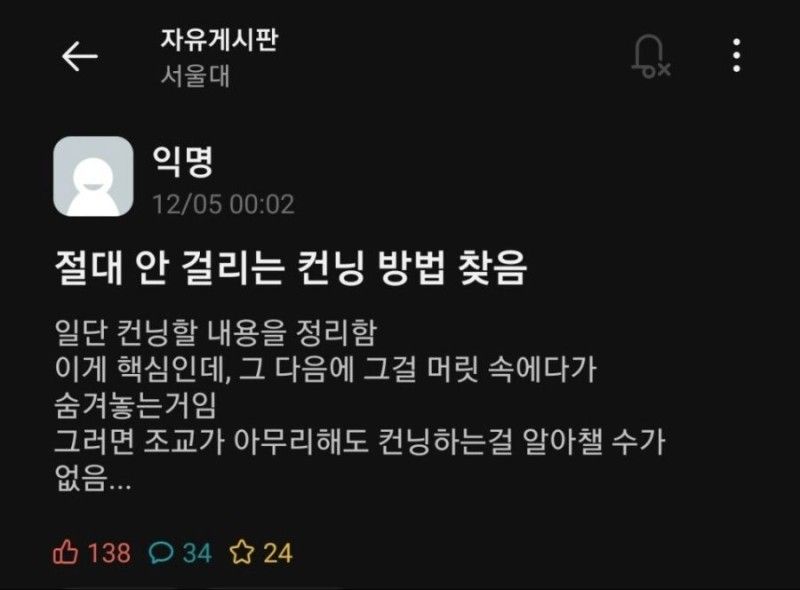 자유게시판
서울대
익명
12/05 00:02
절대 안 걸리는 컨닝 방법 찾음
일단 컨닝할 내용을 정리함
이게 핵심인데, 그 다음에 그걸 머릿 속에다가
숨겨놓는거임
그러면 조교가 아무리해도 컨닝하는걸 알아챌 수가
없음...
138 34 24